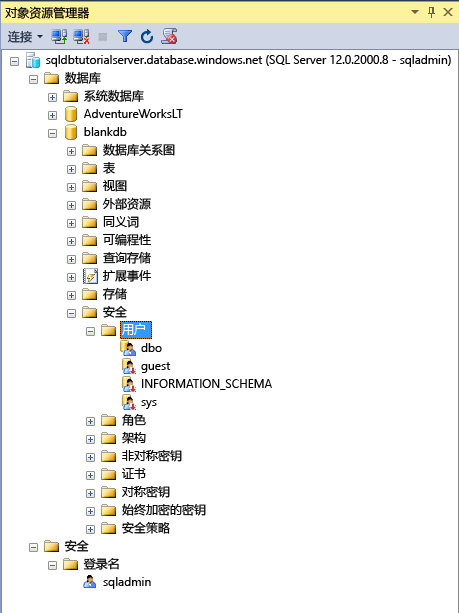 对象资源管理器
连接
sqldbtutorialserver.database.windows.net (SQL Server 12.0.2000.8 - sqladmin)
数据库
系统数据库
AdventureWorksLT
blankdb
数据库关系图
表
视图
外部资源
同义词
可编程性
查询存储
扩展事件
存储
安全
用户
dbo
guest
INFORMATION_SCHEMA
sys
角色
架构
非对称密钥
证书
对称密钥
始终加密的密钥
安全策略
安全
登录名
sqladmin